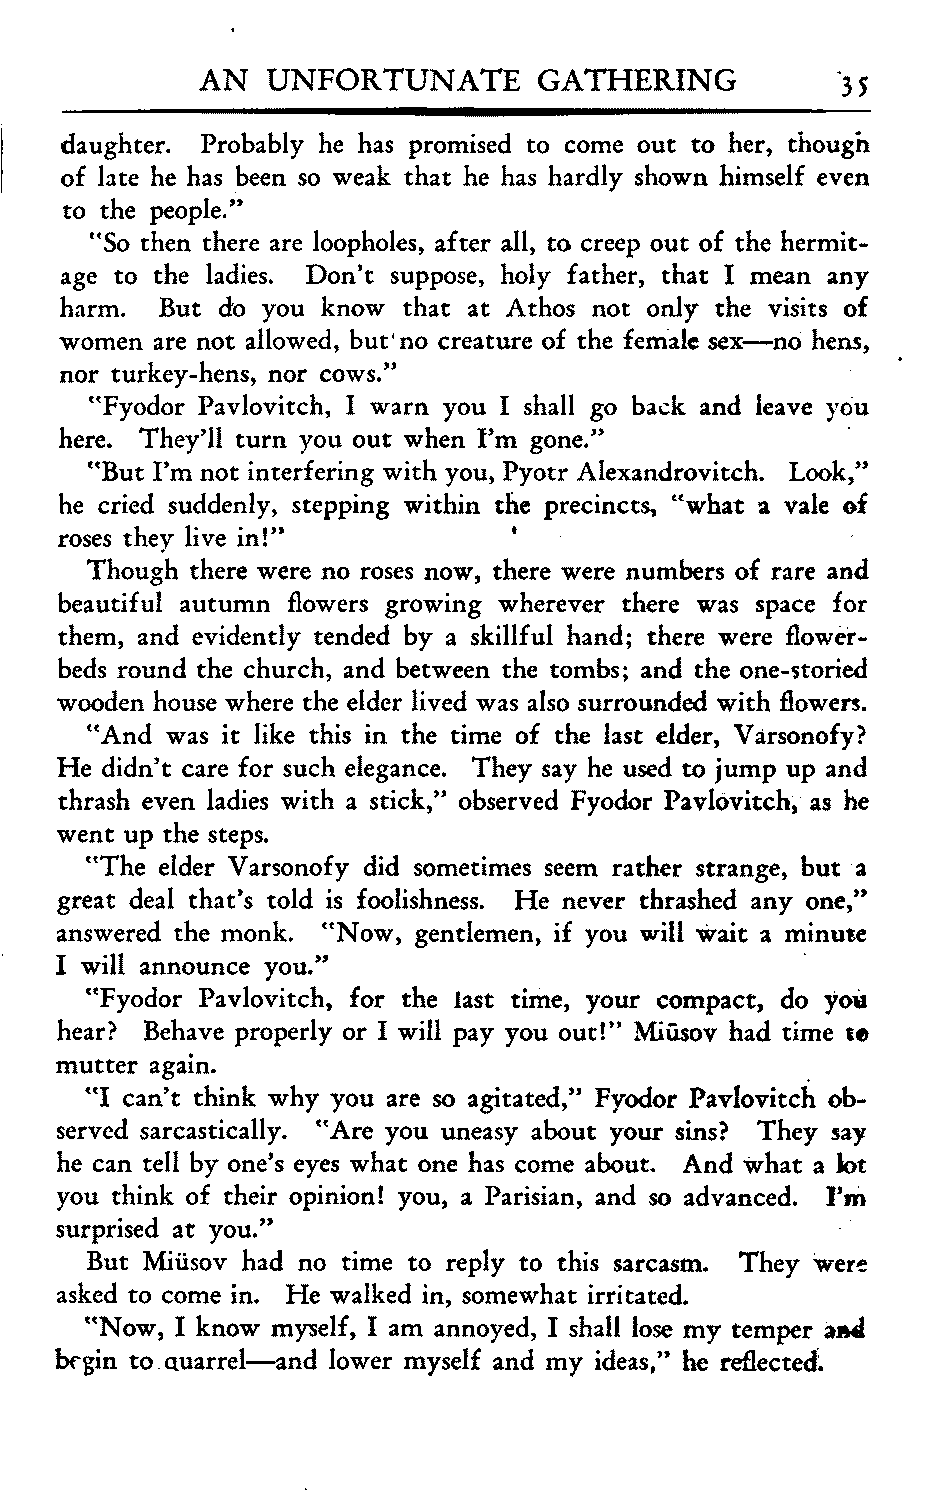 AN UNFORTUNATE GATHERING 35
daughter. Probably he has promised to come out to her, though
of late he has been so weak that he has hardly shown himself even
to the people."
"So then there are loopholes, after all, to creep out of the hermit-
age to the ladies. Don't suppose, holy father, that I mean any
harm. But do you know that at Athos not only the visits of
women are not allowed, but no creature of the female sex—no hens,
nor turkey-hens, nor cows."
"Fyodor Pavlovitch, I warn you I shall go back and leave you
here. They'll turn you out when I'm gone."
"But I'm not interfering with you, Pyotr Alexandrovitch. Look,"
he cried suddenly, stepping within the precincts, "what a vale of
roses they live in!"
Though there were no roses now, there were numbers of rare and
beautiful autumn flowers growing wherever there was space for
them, and evidently tended by a skillful hand; there were flower-
beds round the church, and between the tombs; and the one-storied
wooden house where the elder lived was also surrounded with flowers.
"And was it like this in the time of the last elder, Varsonofy?
He didn't care for such elegance. They say he used to jump up and
thrash even ladies with a stick," observed Fyodor Pavlovitch, as he
went up the steps.
"The elder Varsonofy did sometimes seem rather strange, but a
great deal that's told is foolishness. He never thrashed any one,"
answered the monk. "Now, gentlemen, if you will wait a minute
I will announce you."
"Fyodor Pavlovitch, for the last time, your compact, do you
hear? Behave properly or I will pay you out!" Miüsov had time to
mutter again.
"I can't think why you are so agitated," Fyodor Pavlovitch ob-
served sarcastically. "Are you uneasy about your sins? They say
he can tell by one's eyes what one has come about. And what a lot
you think of their opinion! you, a Parisian, and so advanced. I'm
surprised at you."
But Miüsov had no time to reply to this sarcasm. They were
asked to come in. He walked in, somewhat irritated.
"Now, I know myself, I am annoyed, I shall lose my temper and
begin to quarrel—and lower myself and my ideas," he reflected.